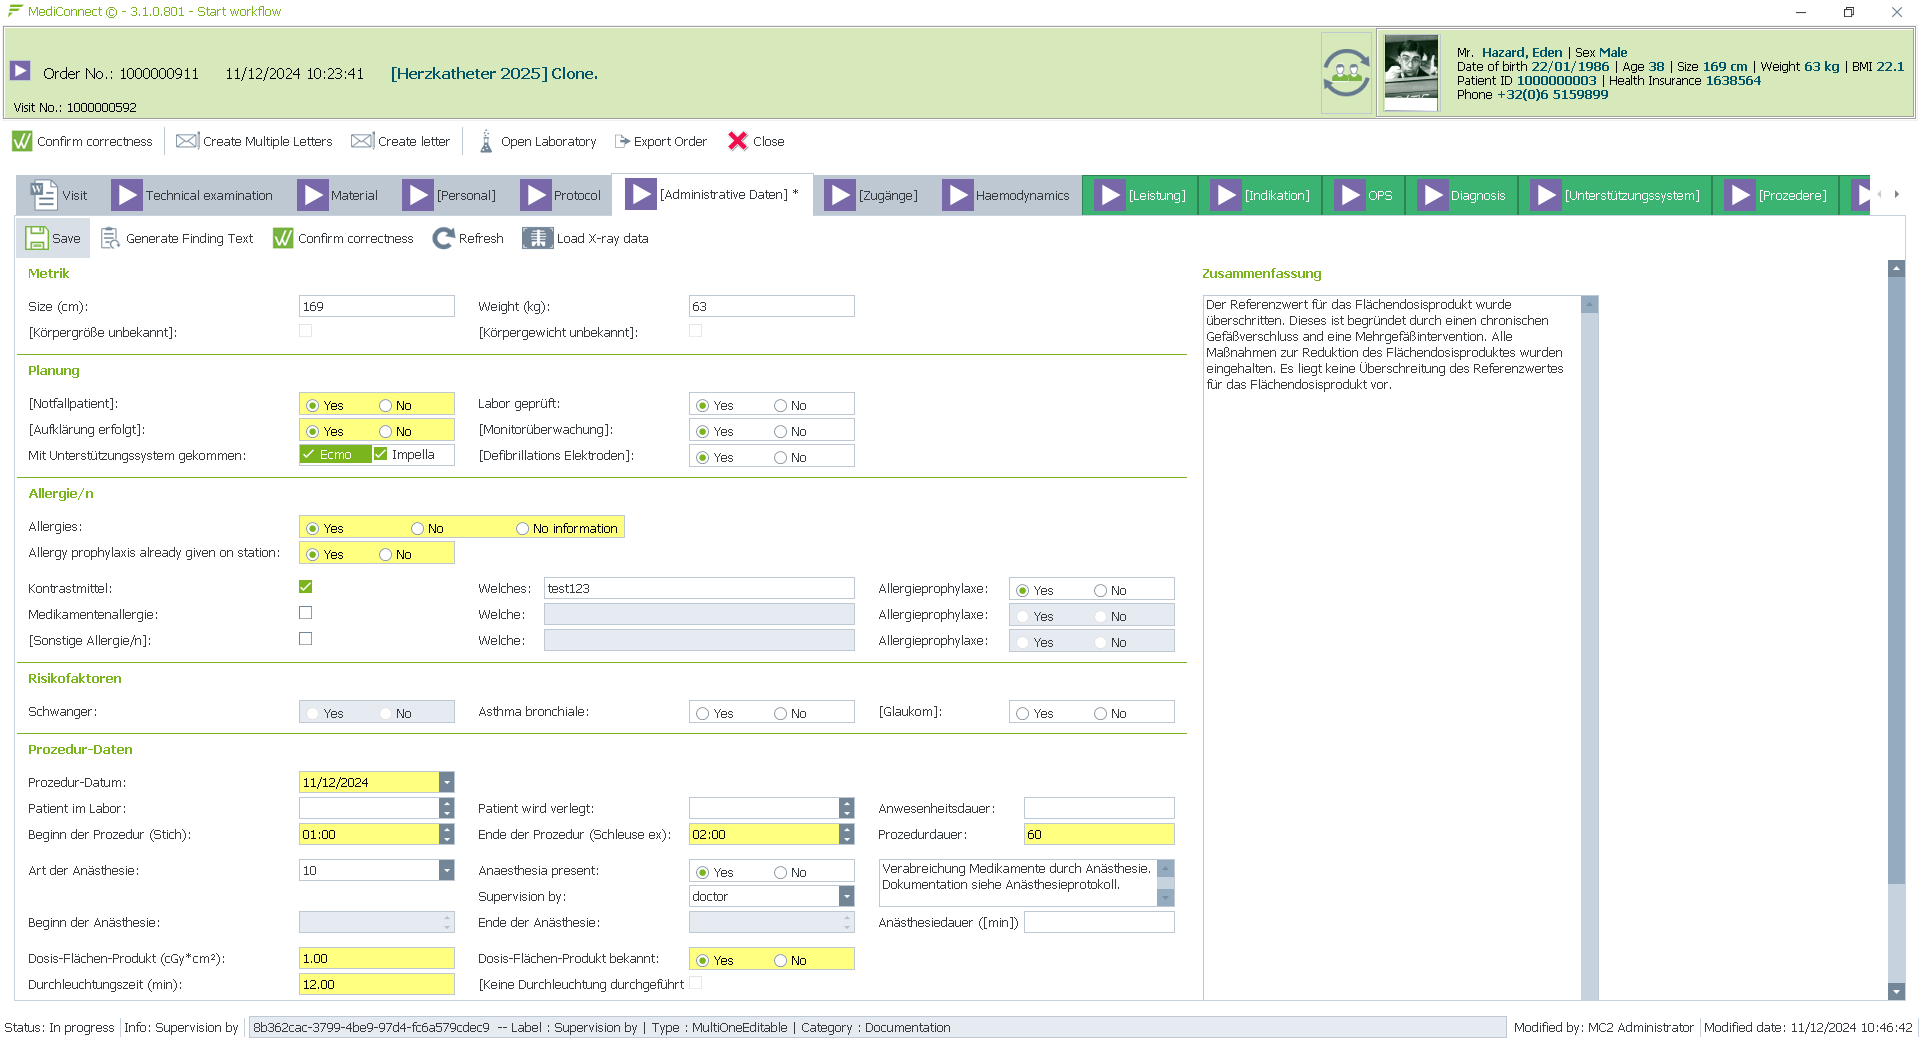 MediConnect © - 3.1.0.801 - Start workflow
Order No.: 1000000911 11/12/2024 10:23:41 [Herzkatheter 2025] Clone.
Visit No.: 1000000592
Mr. Hazard, Eden | Sex Male
Date of birth 22/01/1986 | Age 38 | Size 169 cm | Weight 63 kg | BMI 22.1
Patient ID 1000000003 | Health Insurance 1638564
Phone +32(0)6 5159899
Confirm correctness Create Multiple Letters Create letter Open Laboratory Export Order Close
Visit Technical examination Material [Personal] Protocol [Administrative Daten] * [Zugänge] Haemodynamics [Leistung] [Indikation] OPS Diagnosis [Unterstützungssystem] [Prozedere]
Save Generate Finding Text Confirm correctness Refresh Load X-ray data
Metrik
Size (cm): 169 Weight (kg): 63
[Körpergröße unbekannt]: [Körpergewicht unbekannt]:
Planung
[Notfallpatient]: Yes No Labor geprüft: Yes No
[Aufklärung erfolgt]: Yes No [Monitorüberwachung]: Yes No
Mit Unterstützungssystem gekommen: Ecmo Impella [Defibrillations Elektroden]: Yes No
Allergie/n
Allergies: Yes No No information
Allergy prophylaxis already given on station: Yes No
Kontrastmittel: Welches: test123 Allergieprophylaxe: Yes No
Medikamentenallergie: Welche: Allergieprophylaxe: Yes No
[Sonstige Allergie/n]: Welche: Allergieprophylaxe: Yes No
Risikofaktoren
Schwanger: Yes No Asthma bronchiale: Yes No [Glaukom]: Yes No
Prozedur-Daten
Prozedur-Datum: 11/12/2024
Patient im Labor: Patient wird verlegt: Anwesenheitsdauer:
Beginn der Prozedur (Stich): 01:00 Ende der Prozedur (Schleuse ex): 02:00 Prozedurdauer: 60
Art der Anästhesie: 10 Anaesthesia present: Yes No Verabreichung Medikamente durch Anästhesie.
Dokumentation siehe Anästhesieprotokoll.
Supervision by: doctor
Beginn der Anästhesie: Ende der Anästhesie: Anästhesiedauer ([min])
Dosis-Flächen-Produkt (cGy*cm²): 1.00 Dosis-Flächen-Produkt bekannt: Yes No
Durchleuchtungszeit (min): 12.00 [Keine Durchleuchtung durchgeführt
Zusammenfassung
Der Referenzwert für das Flächendosisprodukt wurde
überschritten. Dieses ist begründet durch einen chronischen
Gefäßverschluss and eine Mehrgefäßintervention. Alle
Maßnahmen zur Reduktion des Flächendosisproduktes wurden
eingehalten. Es liegt keine Überschreitung des Referenzwertes
für das Flächendosisprodukt vor.
Status: In progress Info: Supervision by 8b362cac-3799-4be9-97d4-fc6a579cdec9 -- Label : Supervision by | Type : MultiOneEditable | Category : Documentation Modified by: MC2 Administrator Modified date: 11/12/2024 10:46:42